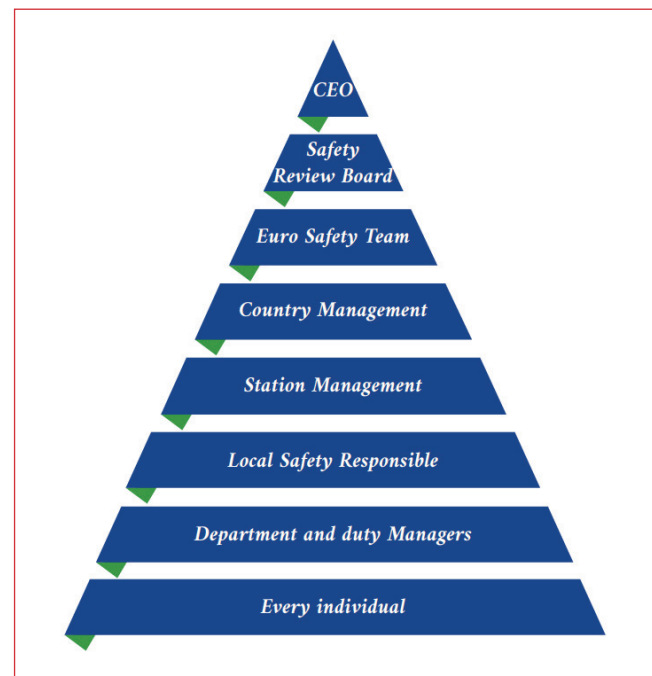 CEO
Safety
Review Board
Euro Safety Team
Country Management
Station Management
Local Safety Responsible
Department and duty Managers
Every individual